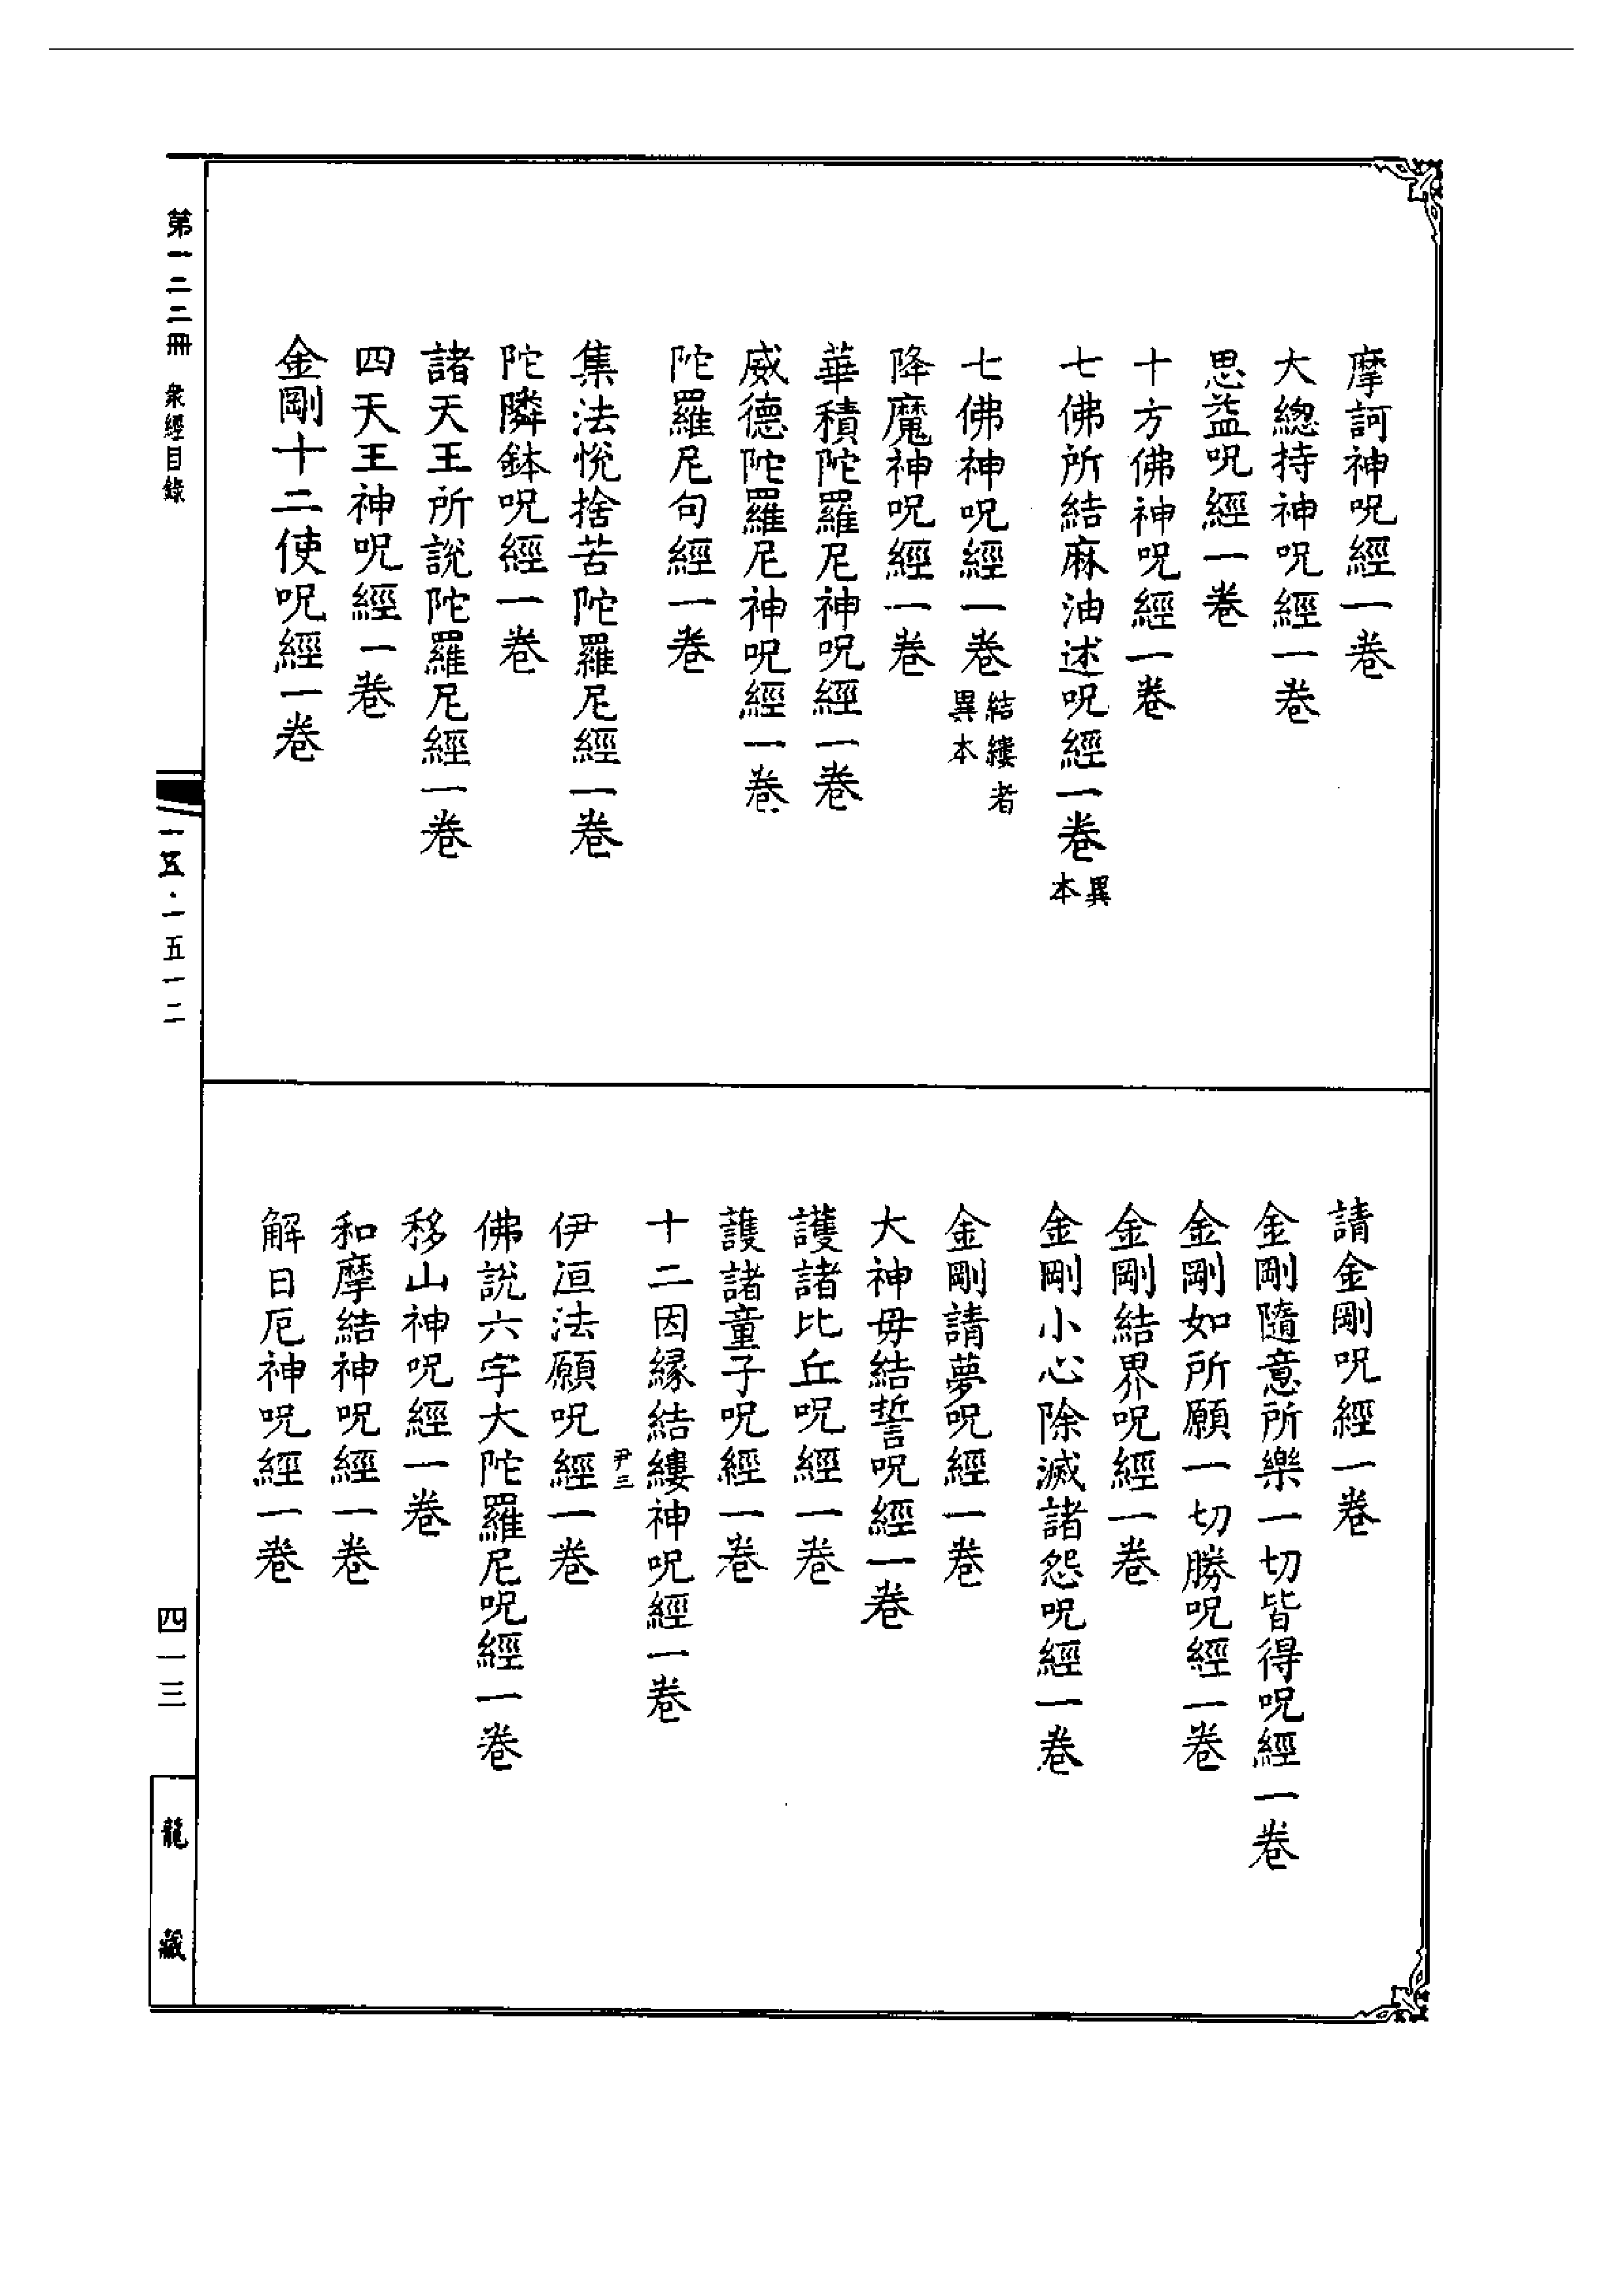 摩訶神呪經一卷
大總持神呪經一卷
思益呪經一卷
十方佛神呪經一卷
七佛所結麻油述呪經一卷異本
七佛神呪經一卷結縷者異本
降魔神呪經一卷
華積陀羅尼神呪經一卷
威德陀羅尼神呪經一卷
陀羅尼句經一卷
集法悅捨苦陀羅尼經一卷
陀隣鉢呪經一卷
諸天王所說陀羅尼經一卷
四天王神呪經一卷
金剛十二使呪經一卷
請金剛呪經一卷
金剛隨意所樂一切皆得呪經一卷
金剛如所願一切勝呪經一卷
金剛結界呪經一卷
金剛小心除滅諸怨呪經一卷
金剛請夢呪經一卷
大神毋結誓呪經一卷
護諸比丘呪經一卷
護諸童子呪經一卷
十二因緣結縷神呪經一卷
尹三
伊洹法願呪經一卷
佛說六字大陀羅尼呪經一卷
移山神呪經一卷
和摩結神呪經一卷
解日厄神呪經一卷
第一二二冊 衆經目錄
一五·一五一二
四一三
龍藏